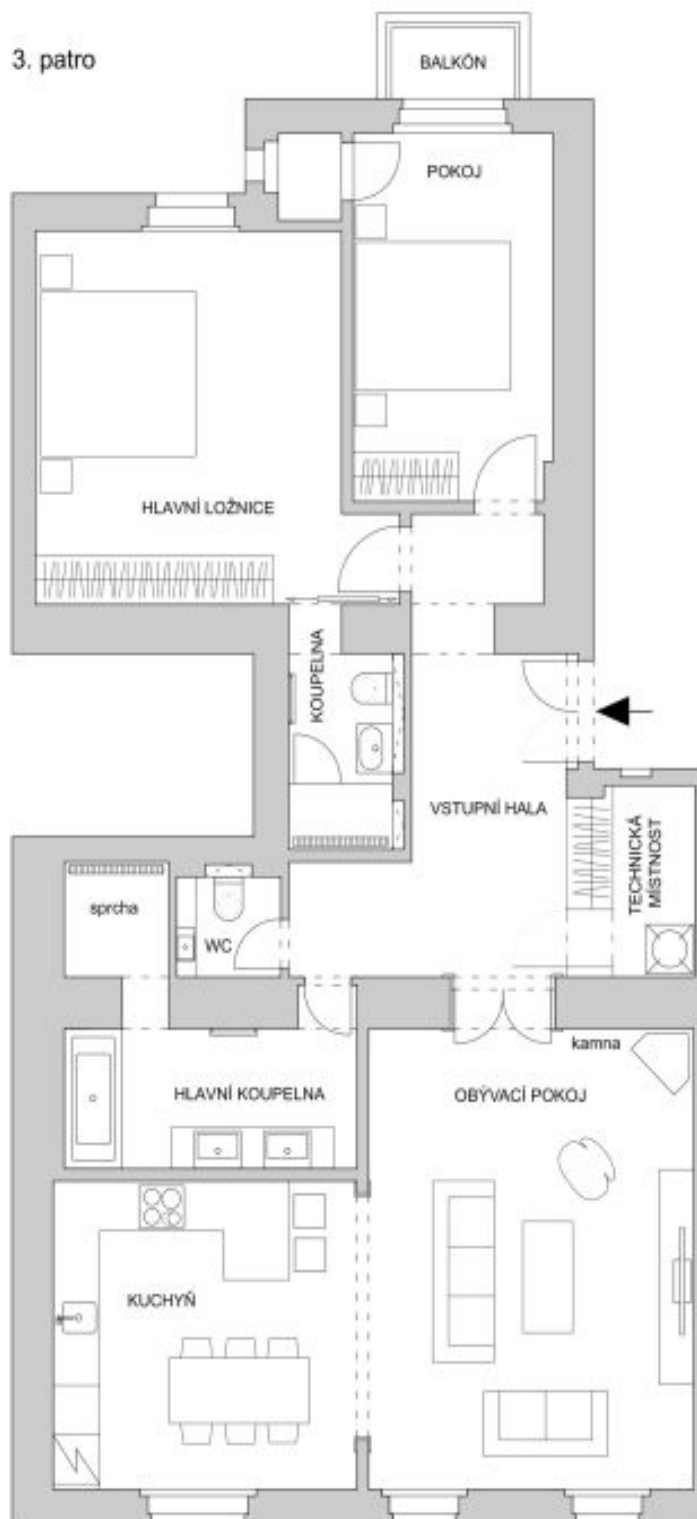 3. patro
BALKÓN
POKOJ
HLAVNÍ LOŽNICE
KOUPELNA
VSTUPNÍ HALA
TECHNICKÁ
MÍSTNOST
sprcha
WC
kamna
HLAVNÍ KOUPELNA
OBÝVACÍ POKOJ
KUCHYŇ